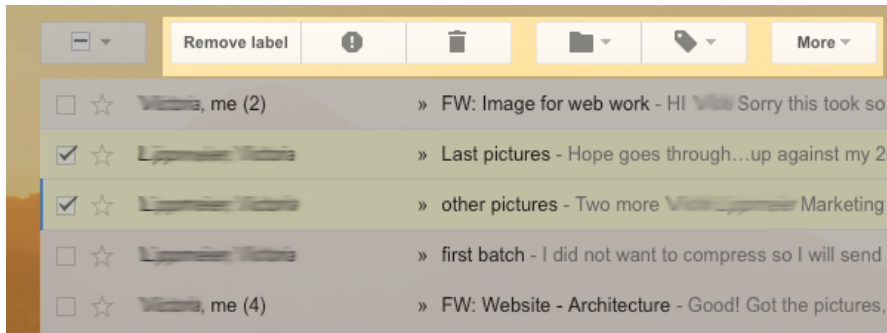 Remove label More
, me (2) » FW: Image for web work - HI Sorry this took so
» Last pictures - Hope goes through…up against my 2
» other pictures - Two more Marketing
» first batch - I did not want to compress so I will send
, me (4) » FW: Website - Architecture - Good! Got the pictures,